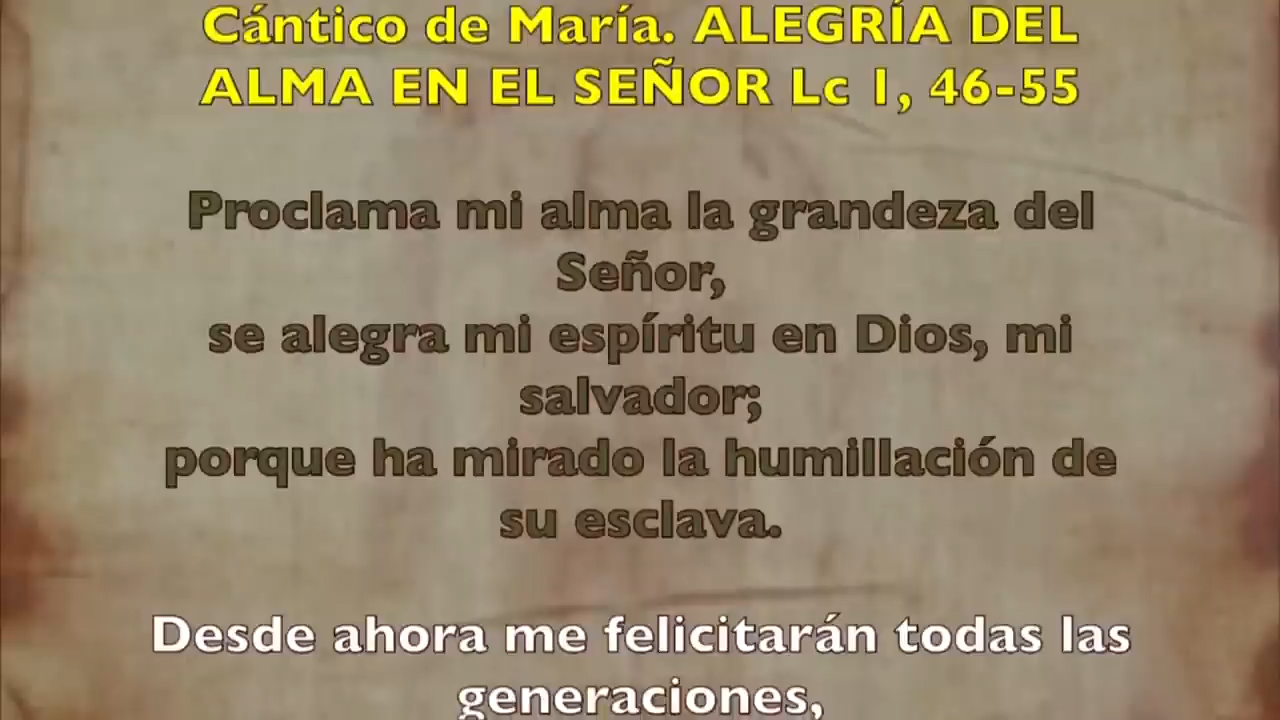 Cántico de María. ALEGRÍA DEL
ALMA EN EL SEÑOR Lc 1, 46-55
Proclama mi alma la grandeza del
Señor,
se alegra mi espíritu en Dios, mi
salvador;
porque ha mirado la humillación de
su esclava.
Desde ahora me felicitarán todas las
generaciones,